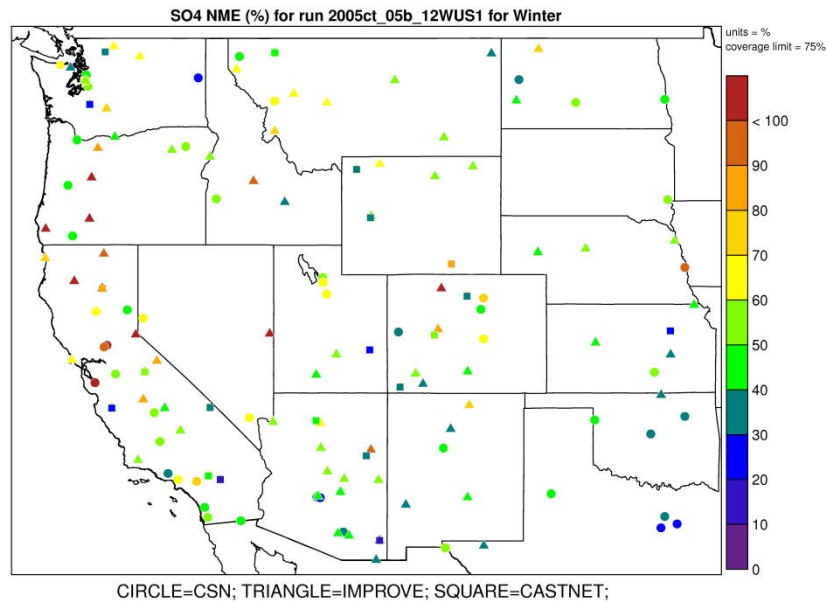 SO4 NME (%) for run 2005ct_05b_12WUS1 for Winter
units = %
coverage limit = 75%
< 100
90
80
70
60
50
40
30
20
10
0
CIRCLE=CSN; TRIANGLE=IMPROVE; SQUARE=CASTNET;